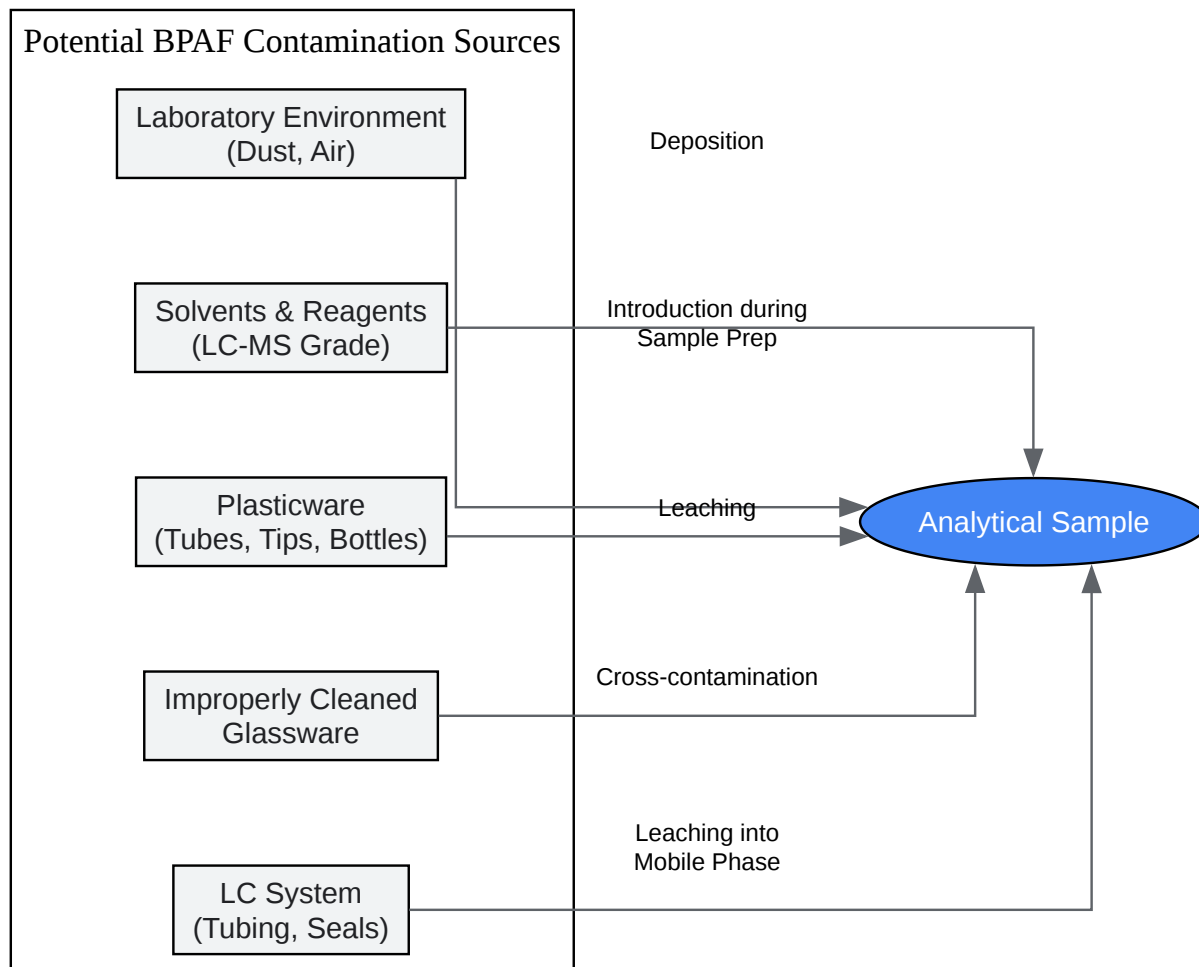 Potential BPAF Contamination Sources
Laboratory Environment
(Dust, Air)
Deposition
Solvents & Reagents
(LC-MS Grade)
Introduction during
Sample Prep
Plasticware
(Tubes, Tips, Bottles)
Leaching
Analytical Sample
Improperly Cleaned
Glassware
Cross-contamination
LC System
(Tubing, Seals)
Leaching into
Mobile Phase